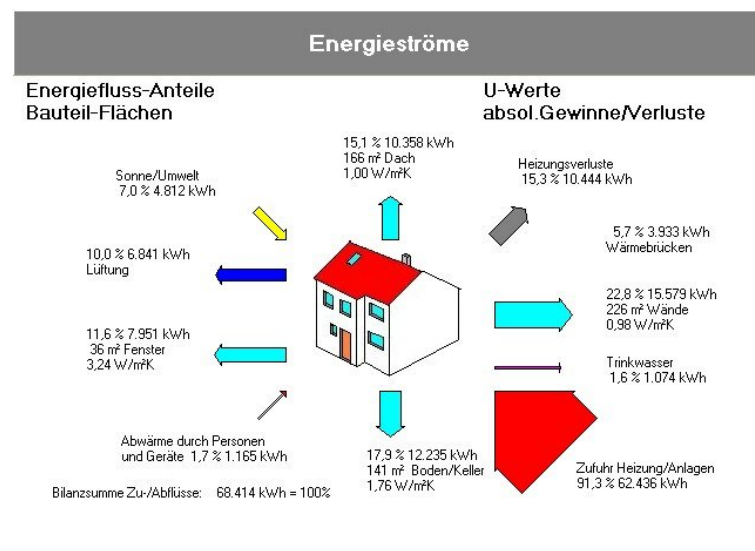 Energieströme
Energiefluss-Anteile
Bauteil-Flächen
U-Werte
absol.Gewinne/Verluste
15,1 % 10.358 kWh
166 m² Dach
1,00 W/m²K
Sonne/Umwelt
7,0 % 4.812 kWh
Heizungsverluste
15,3 % 10.444 kWh
10,0 % 6.841 kWh
Lüftung
5,7 % 3.933 kWh
Wärmebrücken
22,8 % 15.579 kWh
226 m² Wände
0,98 W/m²K
11,6 % 7.951 kWh
36 m² Fenster
3,24 W/m²K
Trinkwasser
1,6 % 1.074 kWh
Abwärme durch Personen
und Geräte 1,7 % 1.165 kWh
17,9 % 12.235 kWh
141 m² Boden/Keller
1,76 W/m²K
Zufuhr Heizung/Anlagen
91,3 % 62.436 kWh
Bilanzsumme Zu-/Abflüsse: 68.414 kWh = 100%